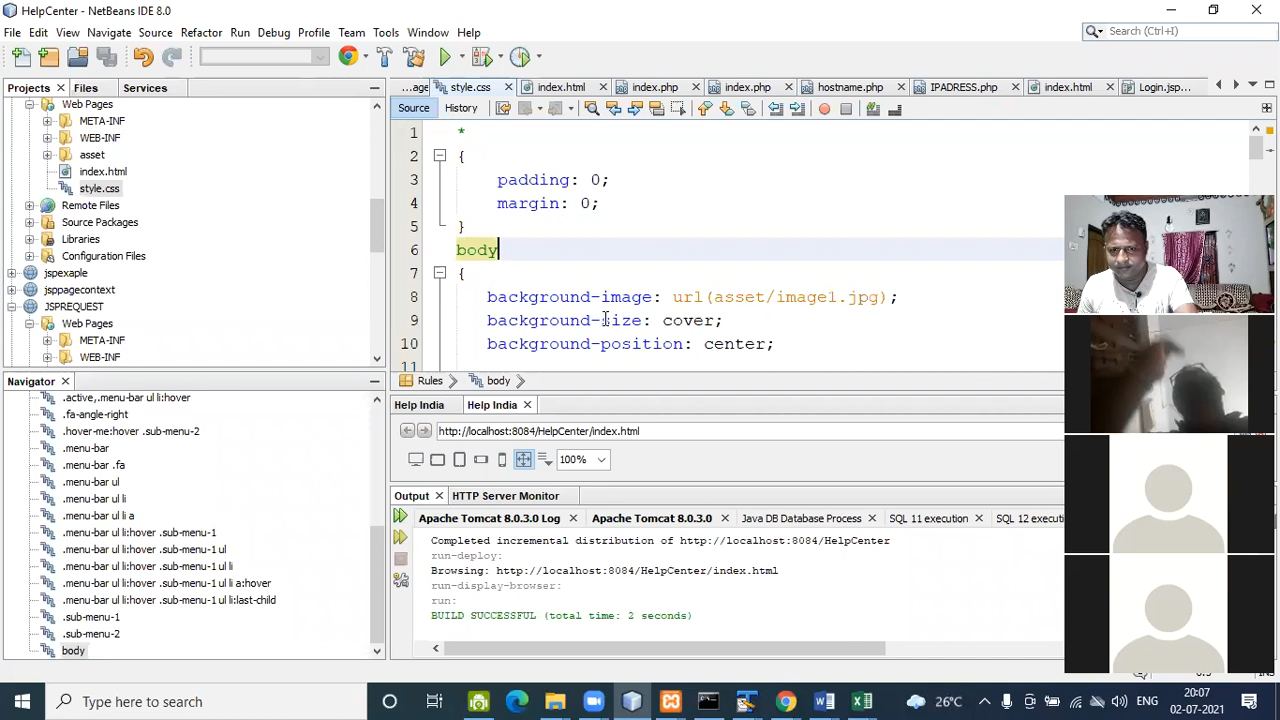 HelpCenter - NetBeans IDE 8.0
File Edit View Navigate Source Refactor Run Debug Profile Team Tools Window Help
Search (Ctrl+I)
Projects Files Services
...age style.css index.html index.php index.php hostname.php IPADRESS.php index.html Login.jsp...
Source History
Web Pages
META-INF
WEB-INF
asset
index.html
style.css
Remote Files
Source Packages
Libraries
Configuration Files
jspexaple
jsppagecontext
JSPREQUEST
Web Pages
META-INF
WEB-INF
1 *
2 {
3 padding: 0;
4 margin: 0;
5 }
6 body
7 {
8 background-image: url(asset/image1.jpg);
9 background-size: cover;
10 background-position: center;
11
Rules body
Navigator
.active,.menu-bar ul li:hover
.fa-angle-right
.hover-me:hover .sub-menu-2
.menu-bar
.menu-bar .fa
.menu-bar ul
.menu-bar ul li
.menu-bar ul li a
.menu-bar ul li:hover .sub-menu-1
.menu-bar ul li:hover .sub-menu-1 ul
.menu-bar ul li:hover .sub-menu-1 ul li
.menu-bar ul li:hover .sub-menu-1 ul li a:hover
.menu-bar ul li:hover .sub-menu-1 ul li:last-child
.sub-menu-1
.sub-menu-2
body
Help India Help India
http://localhost:8084/HelpCenter/index.html
100%
Output HTTP Server Monitor
Apache Tomcat 8.0.3.0 Log Apache Tomcat 8.0.3.0 Java DB Database Process SQL 11 execution SQL 12 executi
Completed incremental distribution of http://localhost:8084/HelpCenter
run-deploy:
Browsing: http://localhost:8084/HelpCenter/index.html
run-display-browser:
run:
BUILD SUCCESSFUL (total time: 2 seconds)
Type here to search
26°C
ENG
20:07
02-07-2021